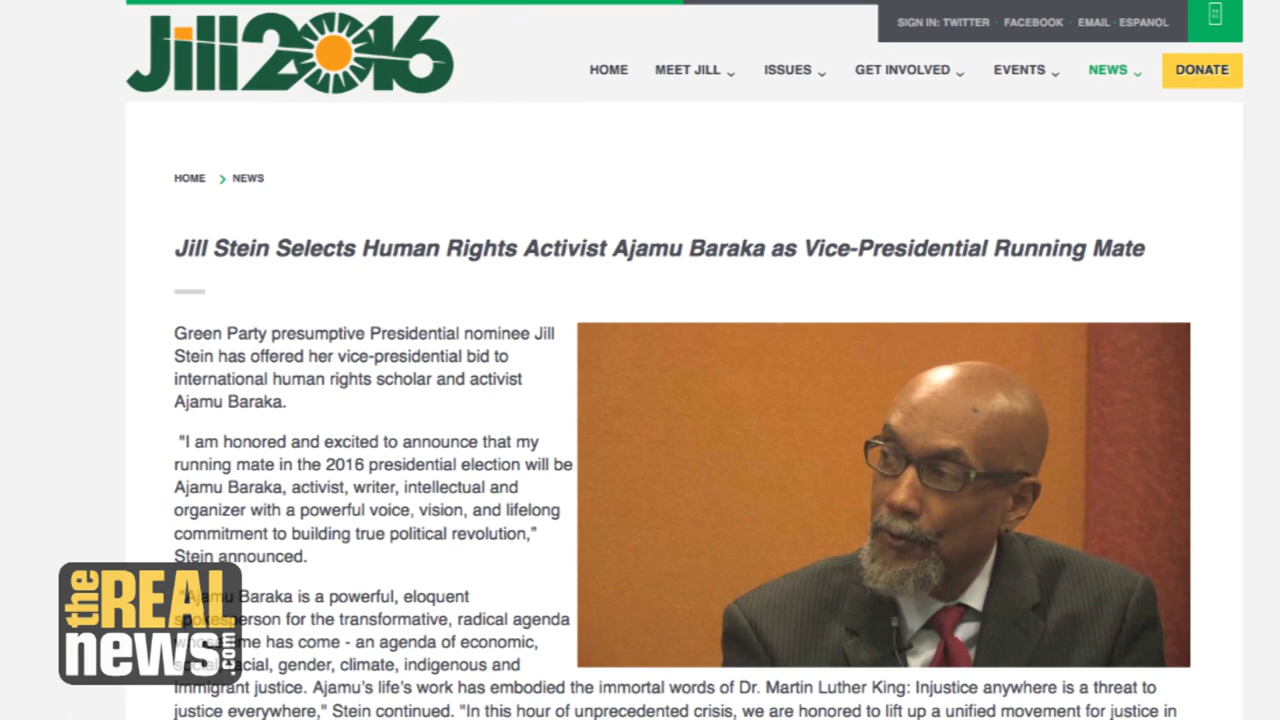 Jill2016
SIGN IN: TWITTER · FACEBOOK · EMAIL · ESPANOL
HOME MEET JILL ISSUES GET INVOLVED EVENTS NEWS DONATE
HOME > NEWS
Jill Stein Selects Human Rights Activist Ajamu Baraka as Vice-Presidential Running Mate
Green Party presumptive Presidential nominee Jill
Stein has offered her vice-presidential bid to
international human rights scholar and activist
Ajamu Baraka.
"I am honored and excited to announce that my
running mate in the 2016 presidential election will be
Ajamu Baraka, activist, writer, intellectual and
organizer with a powerful voice, vision, and lifelong
commitment to building true political revolution,”
Stein announced.
"Ajamu Baraka is a powerful, eloquent
spokesperson for the transformative, radical agenda
whose time has come - an agenda of economic,
social, racial, gender, climate, indigenous and
immigrant justice. Ajamu’s life’s work has embodied the immortal words of Dr. Martin Luther King: Injustice anywhere is a threat to
justice everywhere," Stein continued. "In this hour of unprecedented crisis, we are honored to lift up a unified movement for justice in
the REAL
news.com